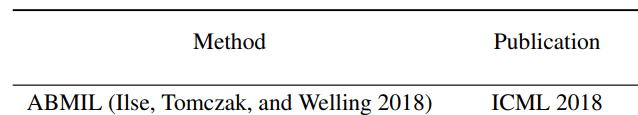 Method Publication
ABMIL (Ilse, Tomczak, and Welling 2018) ICML 2018